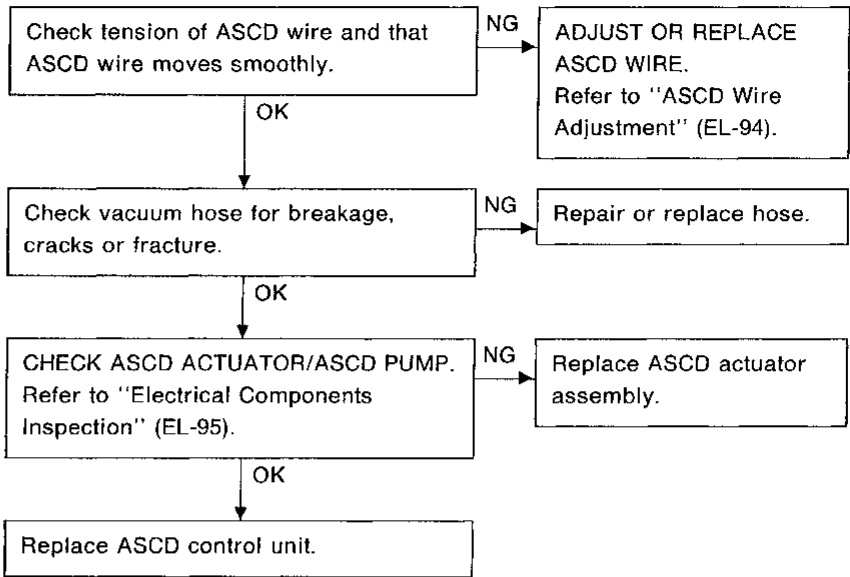 Check tension of ASCD wire and that
ASCD wire moves smoothly.
NG
ADJUST OR REPLACE
ASCD WIRE.
Refer to ''ASCD Wire
Adjustment'' (EL-94).
OK
Check vacuum hose for breakage,
cracks or fracture.
NG
Repair or replace hose.
OK
CHECK ASCD ACTUATOR/ASCD PUMP.
Refer to ''Electrical Components
Inspection'' (EL-95).
NG
Replace ASCD actuator
assembly.
OK
Replace ASCD control unit.